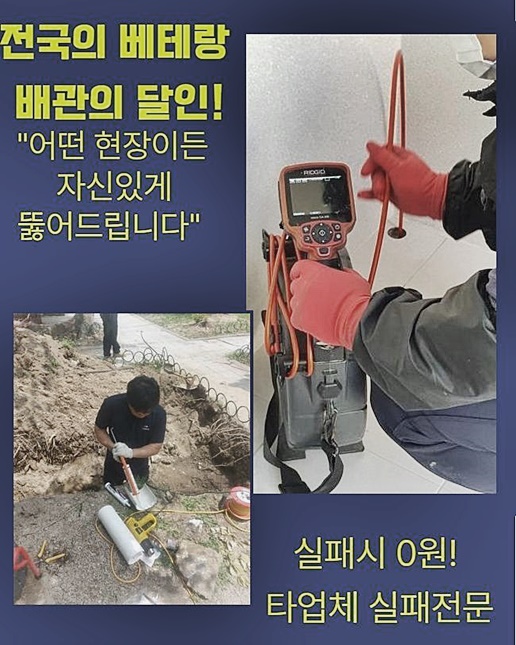 전국의 베테랑
배관의 달인!
"어떤 현장이든
자신있게
뚫어드립니다"
RIDGID
실패시 0원!
타업체 실패전문